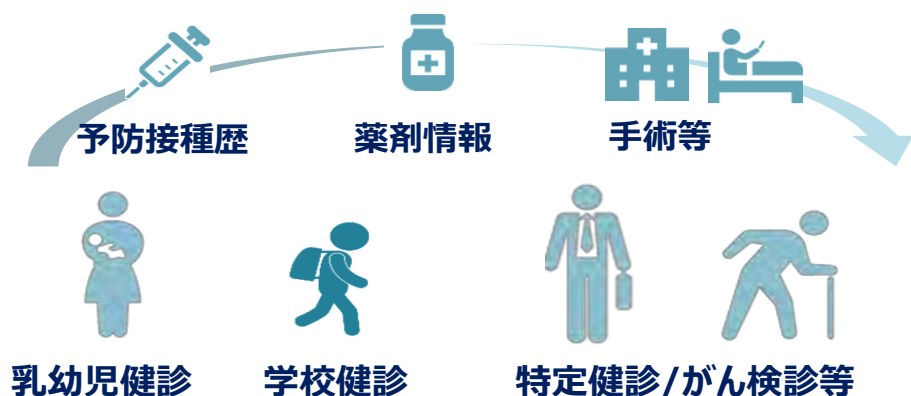 予防接種歴
薬剤情報
手術等
乳幼児健診
学校健診
特定健診/がん検診等